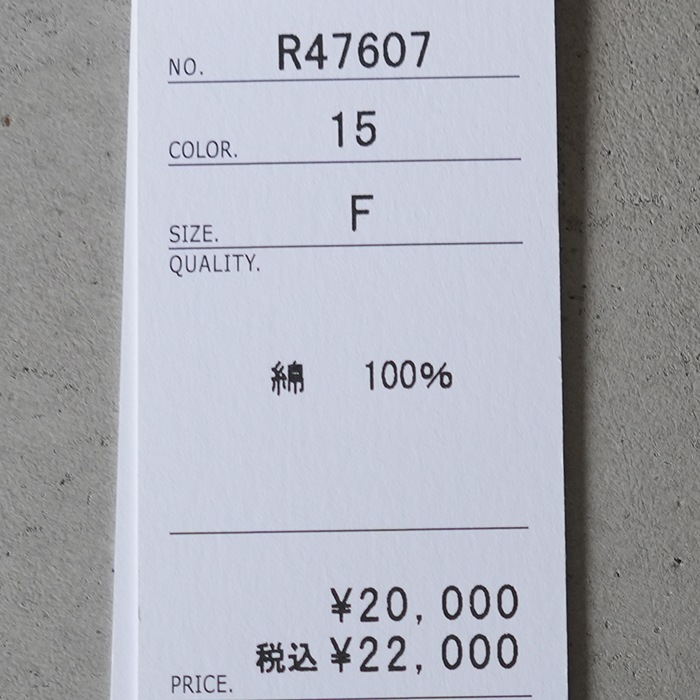 NO. R47607
COLOR. 15
SIZE. F
QUALITY.
綿 100%
¥20,000
税込 ¥22,000
PRICE.